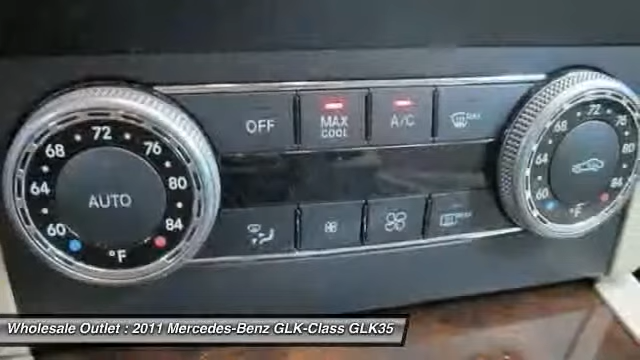 OFF
MAX
COOL
A/C
MAX
60
64
68
72
76
80
84
°F
AUTO
60
64
68
72
76
80
84
°F
Wholesale Outlet : 2011 Mercedes-Benz GLK-Class GLK35